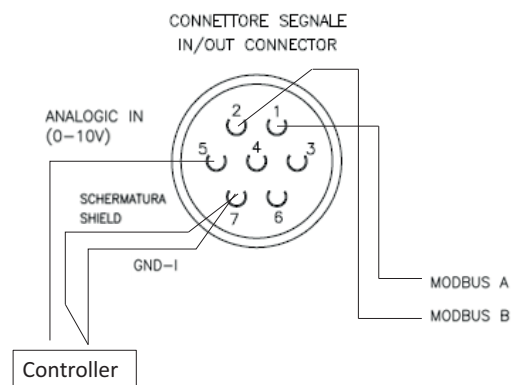 CONNETTORE SEGNALE
IN/OUT CONNECTOR
ANALOGIC IN
(0-10V)
2
1
5
4
3
SCHERMATURA
SHIELD
7
6
GND-I
MODBUS A
MODBUS B
Controller